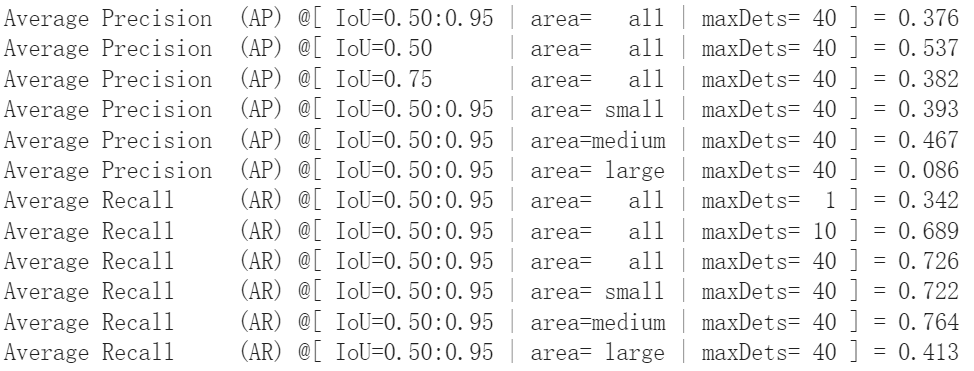 Average Precision  (AP) @[ IoU=0.50:0.95 | area=   all | maxDets= 40 ] = 0.376
Average Precision  (AP) @[ IoU=0.50      | area=   all | maxDets= 40 ] = 0.537
Average Precision  (AP) @[ IoU=0.75      | area=   all | maxDets= 40 ] = 0.382
Average Precision  (AP) @[ IoU=0.50:0.95 | area= small | maxDets= 40 ] = 0.393
Average Precision  (AP) @[ IoU=0.50:0.95 | area=medium | maxDets= 40 ] = 0.467
Average Precision  (AP) @[ IoU=0.50:0.95 | area= large | maxDets= 40 ] = 0.086
Average Recall     (AR) @[ IoU=0.50:0.95 | area=   all | maxDets=  1 ] = 0.342
Average Recall     (AR) @[ IoU=0.50:0.95 | area=   all | maxDets= 10 ] = 0.689
Average Recall     (AR) @[ IoU=0.50:0.95 | area=   all | maxDets= 40 ] = 0.726
Average Recall     (AR) @[ IoU=0.50:0.95 | area= small | maxDets= 40 ] = 0.722
Average Recall     (AR) @[ IoU=0.50:0.95 | area=medium | maxDets= 40 ] = 0.764
Average Recall     (AR) @[ IoU=0.50:0.95 | area= large | maxDets= 40 ] = 0.413